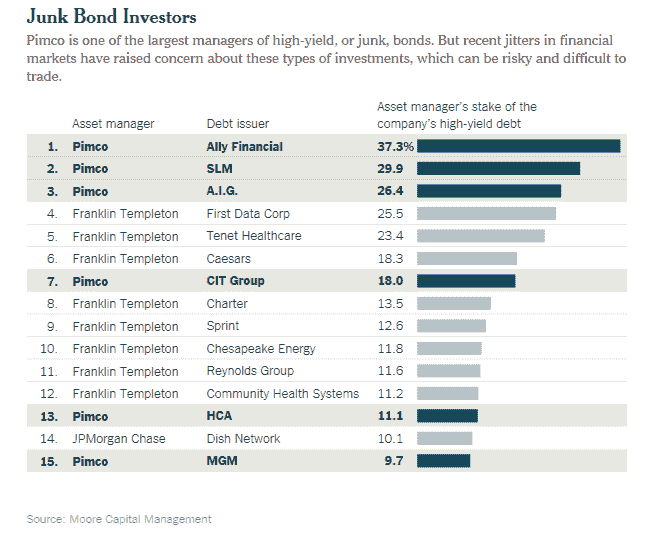 Junk Bond Investors
Pimco is one of the largest managers of high-yield, or junk, bonds. But recent jitters in financial
markets have raised concern about these types of investments, which can be risky and difficult to
trade.
Asset manager's stake of the
Asset manager Debt issuer company's high-yield debt
1. Pimco Ally Financial 37.3%
2. Pimco SLM 29.9
3. Pimco A.I.G. 26.4
4. Franklin Templeton First Data Corp 25.5
5. Franklin Templeton Tenet Healthcare 23.4
6. Franklin Templeton Caesars 18.3
7. Pimco CIT Group 18.0
8. Franklin Templeton Charter 13.5
9. Franklin Templeton Sprint 12.6
10. Franklin Templeton Chesapeake Energy 11.8
11. Franklin Templeton Reynolds Group 11.6
12. Franklin Templeton Community Health Systems 11.2
13. Pimco HCA 11.1
14. JPMorgan Chase Dish Network 10.1
15. Pimco MGM 9.7
Source: Moore Capital Management